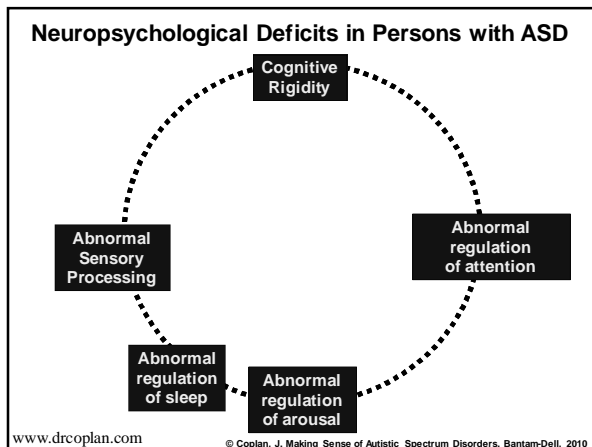 Neuropsychological Deficits in Persons with ASD
Cognitive
Rigidity
Abnormal
Sensory
Processing
Abnormal
regulation
of attention
Abnormal
regulation
of sleep
Abnormal
regulation
of arousal
www.drcoplan.com
© Coplan, J. Making Sense of Autistic Spectrum Disorders. Bantam-Dell, 2010